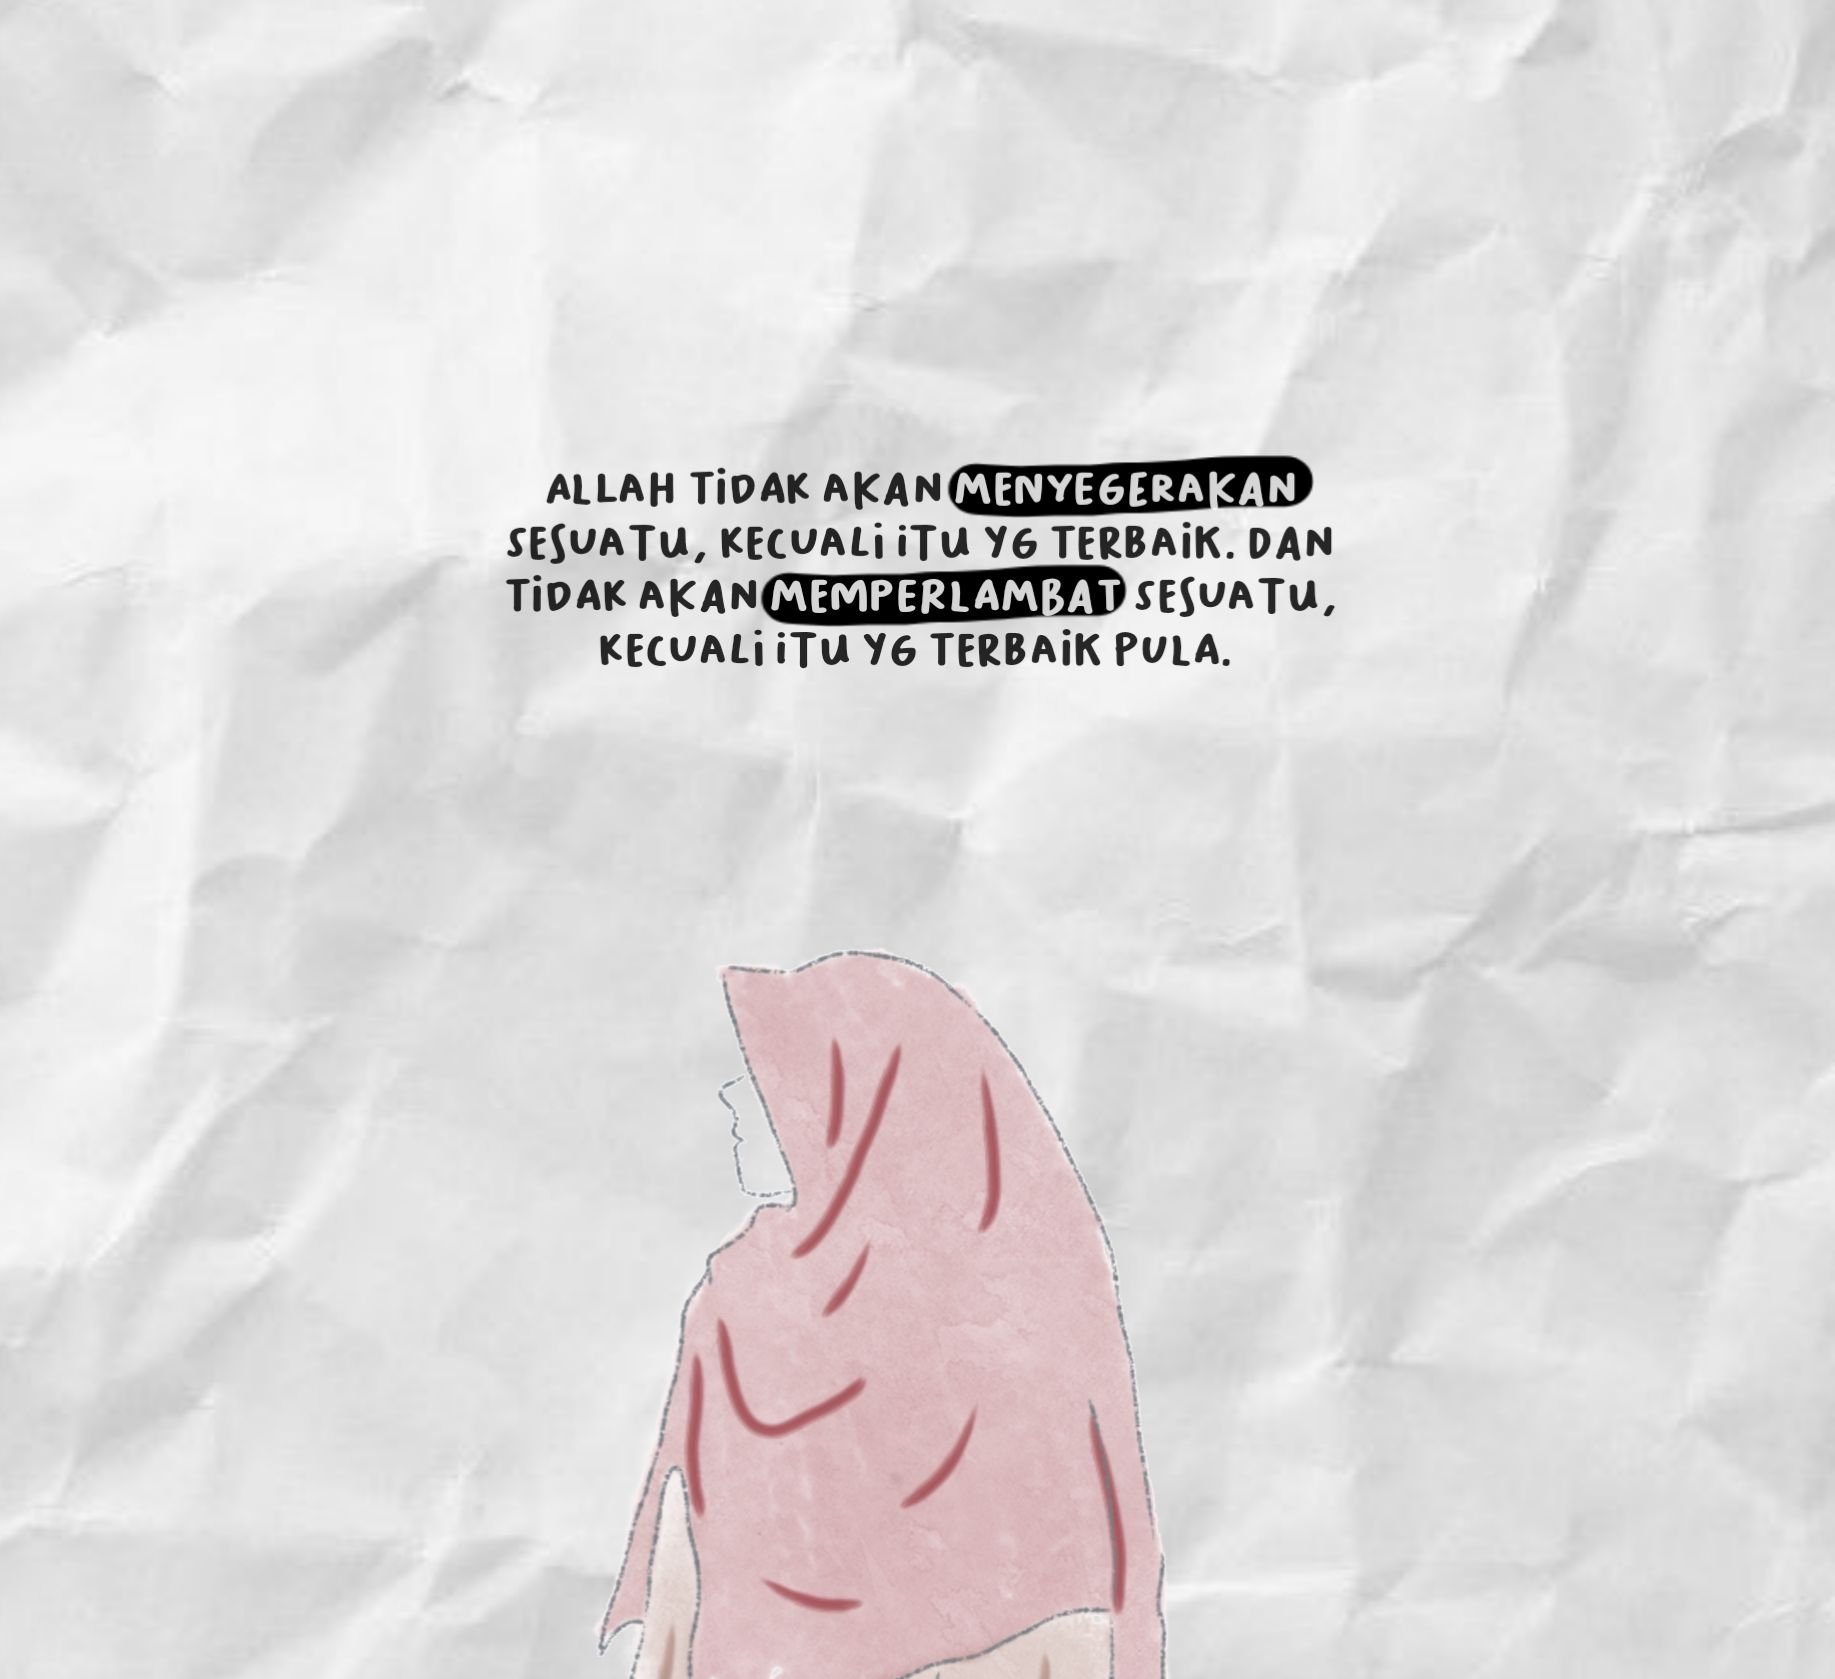 ALLAH TIDAK AKAN MENYEGERAKAN
SESUATU, KECUALI ITU YG TERBAIK. DAN
TIDAK AKAN MEMPERLAMBAT SESUATU,
KECUALI ITU YG TERBAIK PULA.